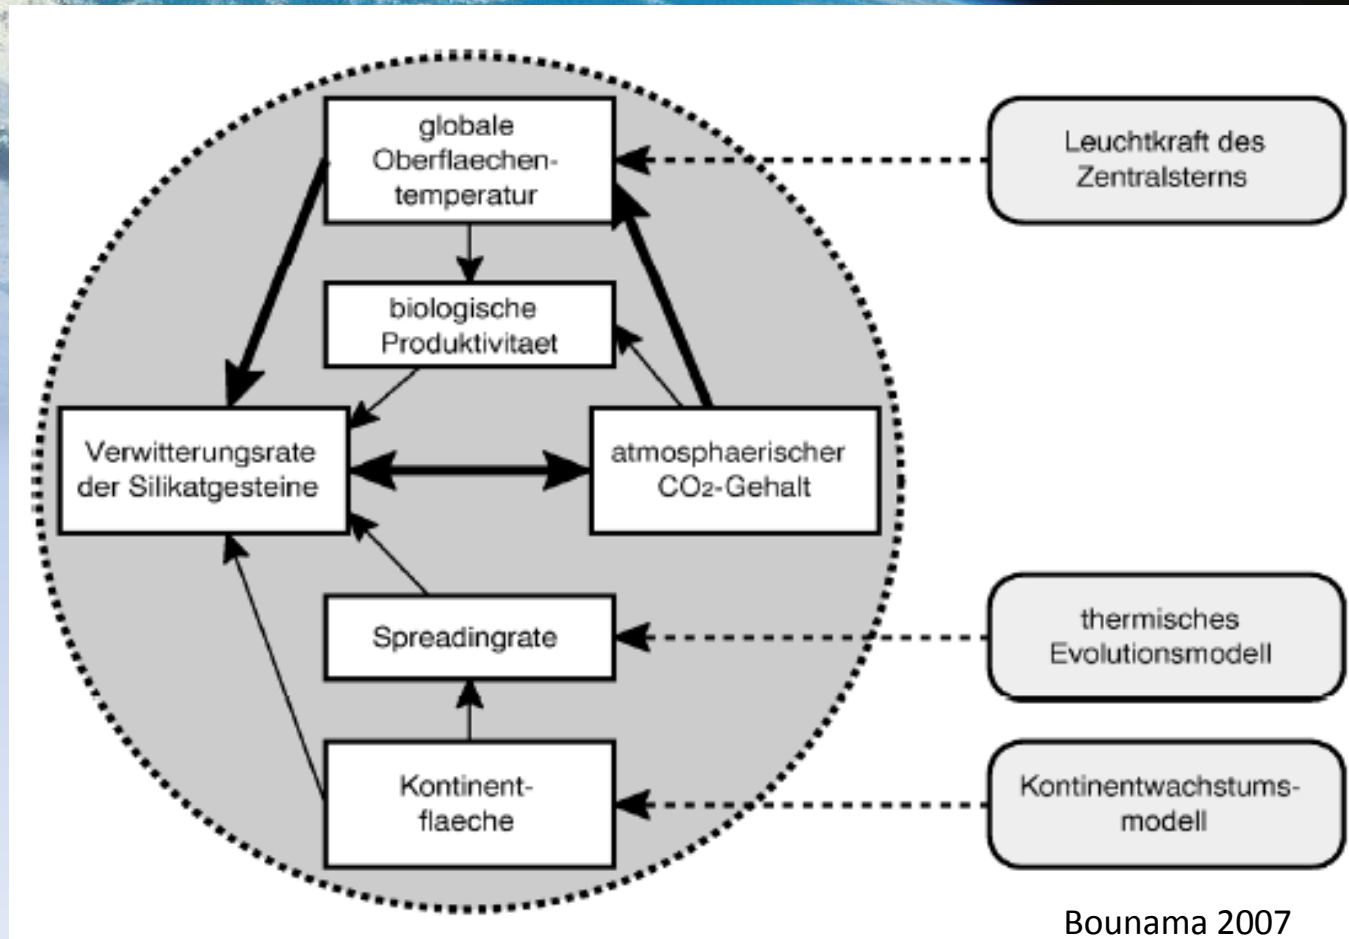 globale
Oberflaechen-
temperatur
Leuchtkraft des
Zentralsterns
biologische
Produktivitaet
Verwitterungsrate
der Silikatgesteine
atmosphaerischer
CO2-Gehalt
Spreadingrate
thermisches
Evolutionsmodell
Kontinent-
flaeche
Kontinentwachstums-
modell
Bounama 2007